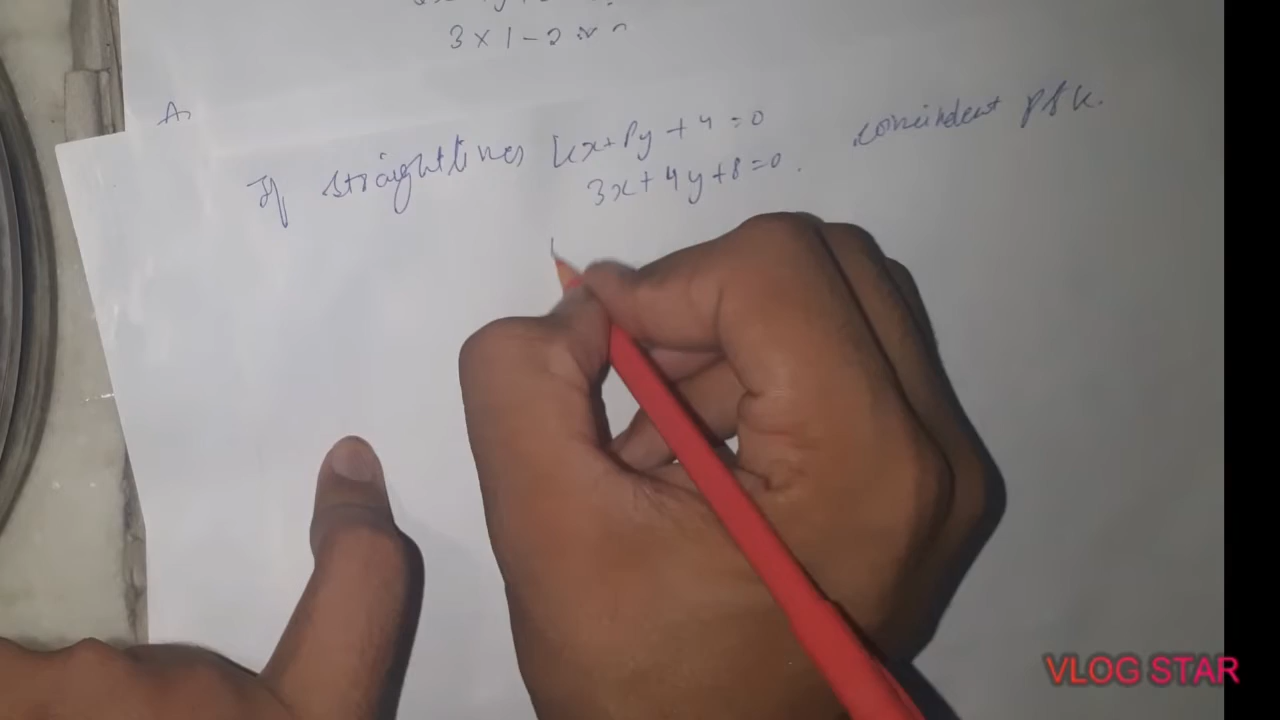 3 × 1 - 2
A
If straightlines kx + Py + 4 = 0
3x + 4y + 8 = 0 . coincident P & k.
VLOG STAR